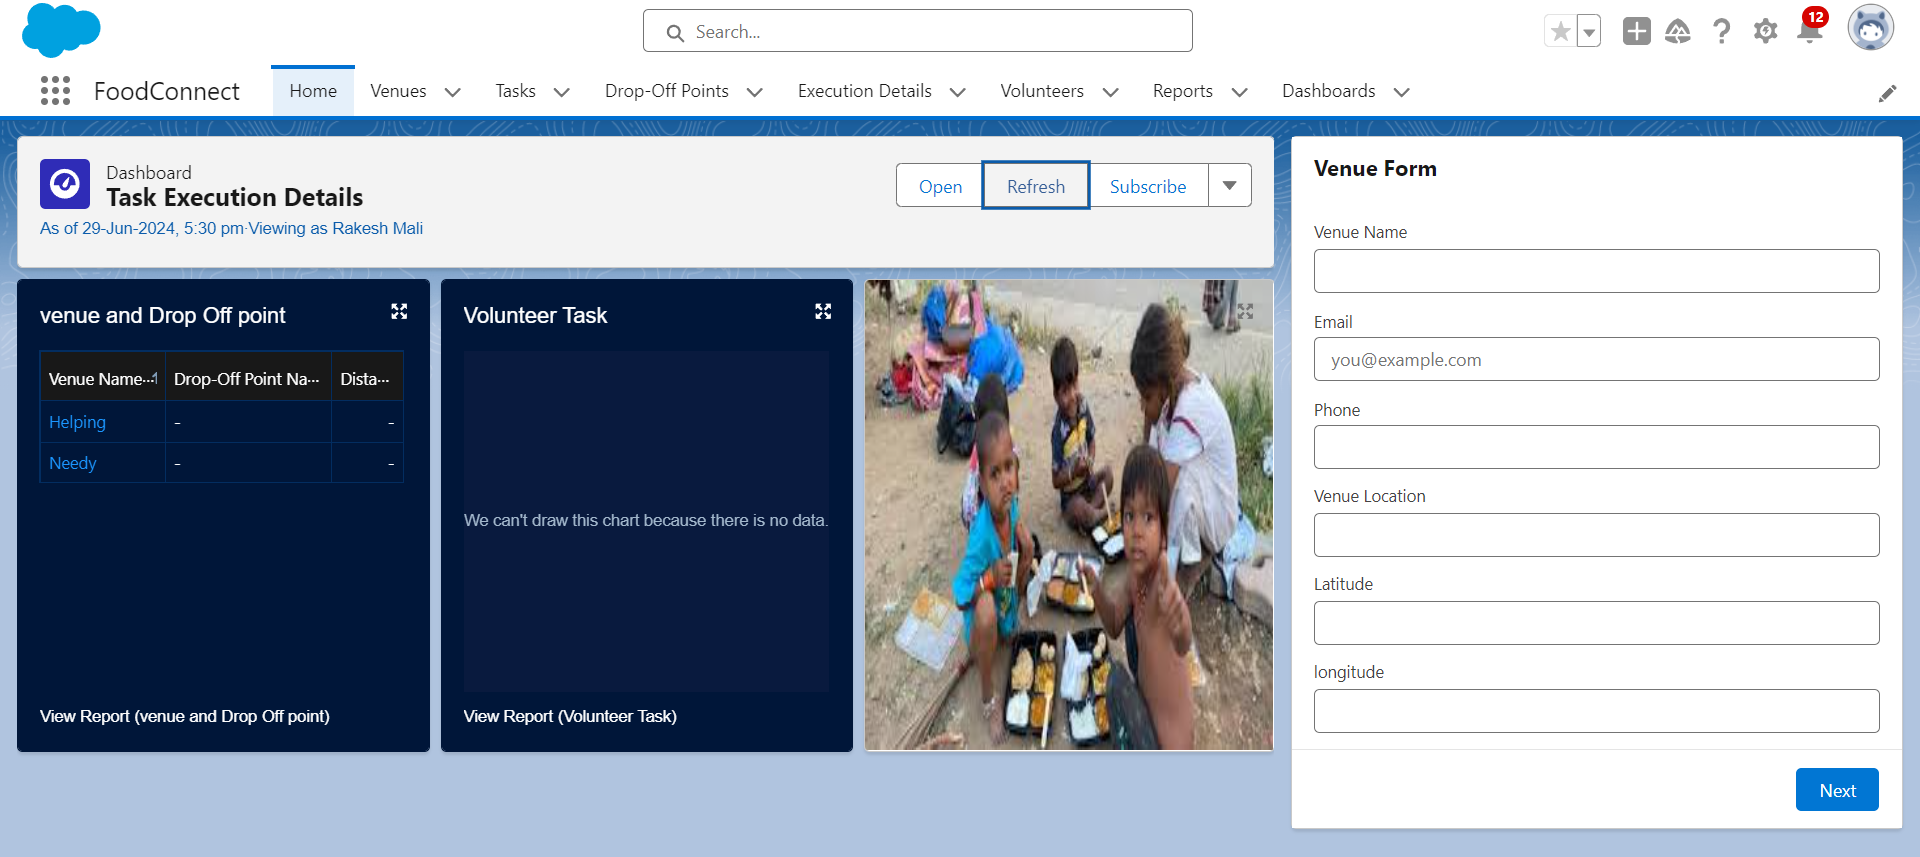 Search...
12
FoodConnect
Home
Venues
Tasks
Drop-Off Points
Execution Details
Volunteers
Reports
Dashboards
Dashboard
Task Execution Details
As of 29-Jun-2024, 5:30 pm·Viewing as Rakesh Mali
Open
Refresh
Subscribe
venue and Drop Off point
Venue Name... 1
Drop-Off Point Na...
Dista...
Helping - -
Needy - -
View Report (venue and Drop Off point)
Volunteer Task
We can't draw this chart because there is no data.
View Report (Volunteer Task)
Venue Form
Venue Name
Email
you@example.com
Phone
Venue Location
Latitude
longitude
Next